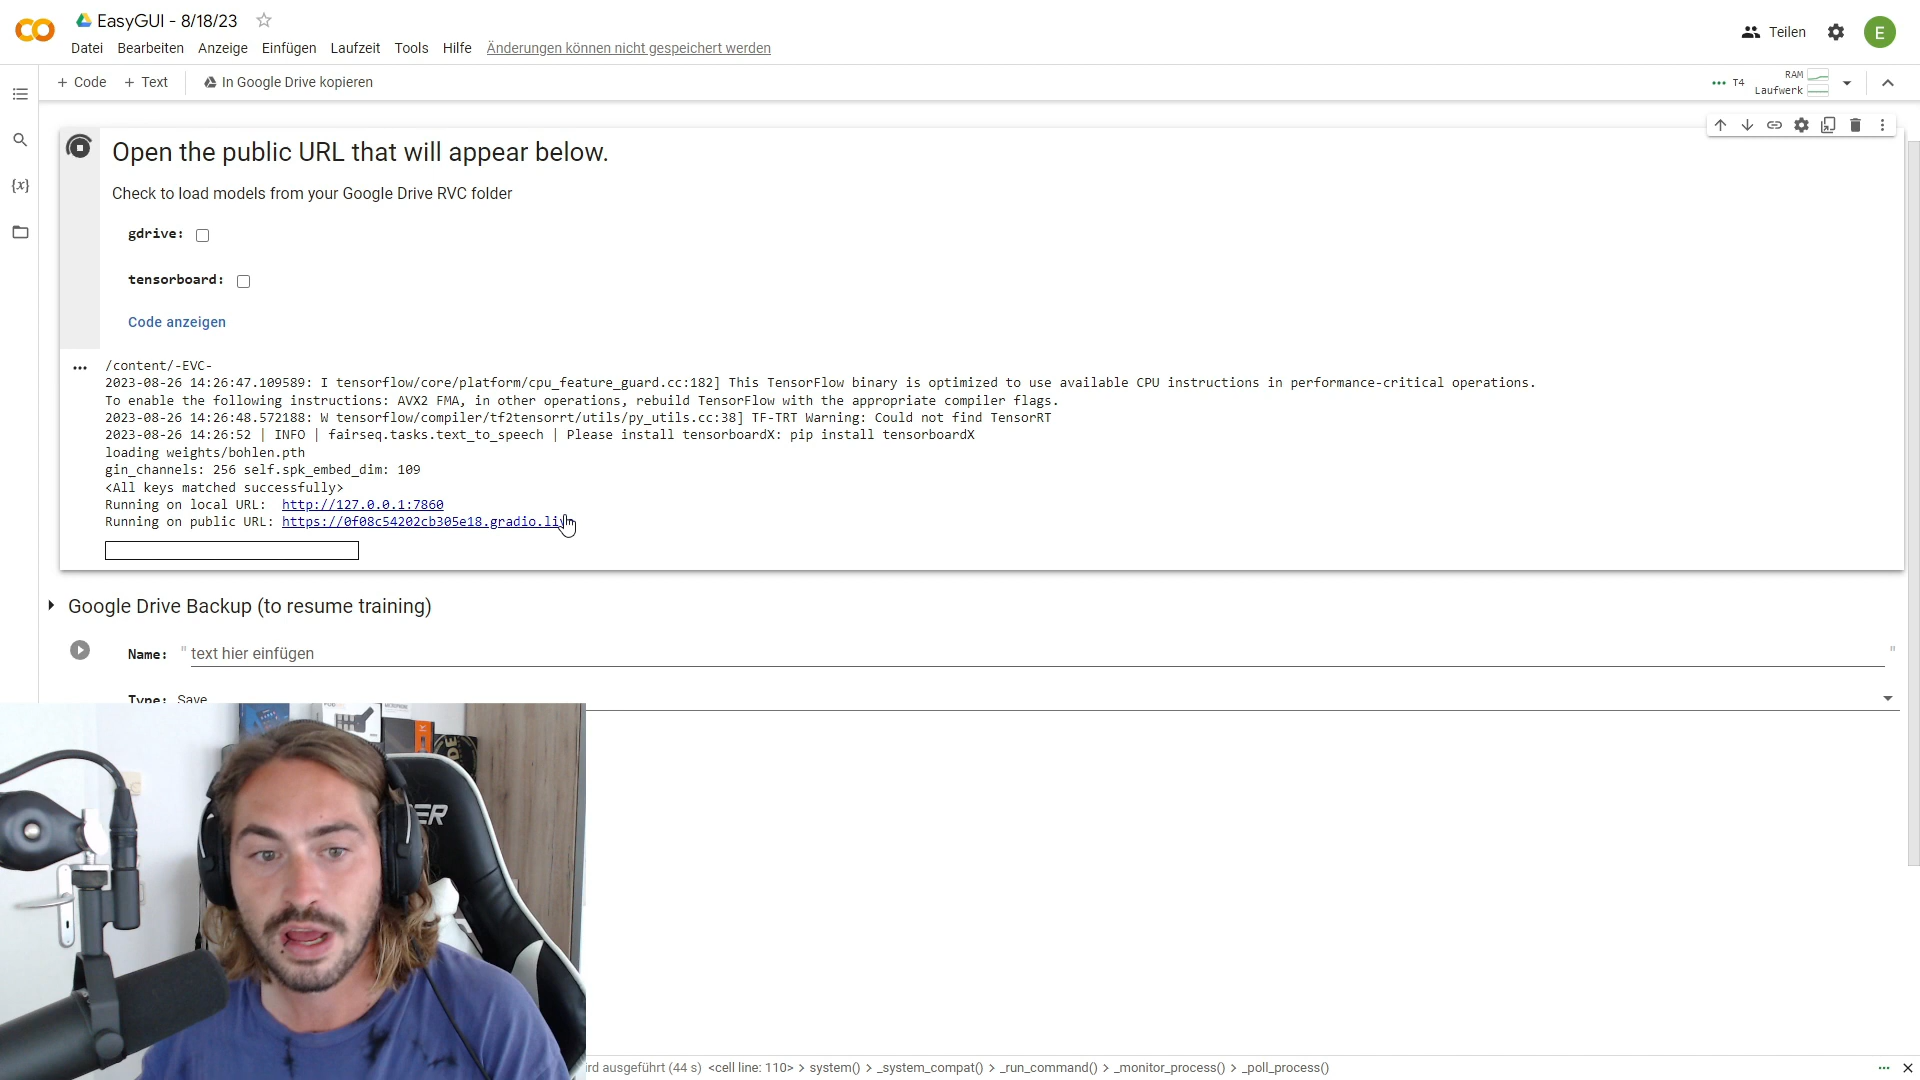 EasyGUI - 8/18/23
Datei Bearbeiten Anzeige Einfügen Laufzeit Tools Hilfe Änderungen können nicht gespeichert werden
Teilen
E
+ Code + Text In Google Drive kopieren
T4 RAM
Laufwerk
{x}
Open the public URL that will appear below.
Check to load models from your Google Drive RVC folder
gdrive:
tensorboard:
Code anzeigen
/content/-EVC-
2023-08-26 14:26:47.109589: I tensorflow/core/platform/cpu_feature_guard.cc:182] This TensorFlow binary is optimized to use available CPU instructions in performance-critical operations.
To enable the following instructions: AVX2 FMA, in other operations, rebuild TensorFlow with the appropriate compiler flags.
2023-08-26 14:26:48.572188: W tensorflow/compiler/tf2tensorrt/utils/py_utils.cc:38] TF-TRT Warning: Could not find TensorRT
2023-08-26 14:26:52 | INFO | fairseq.tasks.text_to_speech | Please install tensorboardX: pip install tensorboardX
loading weights/bohlen.pth
gin_channels: 256 self.spk_embed_dim: 109
<All keys matched successfully>
Running on local URL: http://127.0.0.1:7860
Running on public URL: https://0f08c54202cb305e18.gradio.live
Google Drive Backup (to resume training)
Name: " text hier einfügen "
Type: Save
rd ausgeführt (44 s) <cell line: 110> > system() > _system_compat() > _run_command() > _monitor_process() > _poll_process()